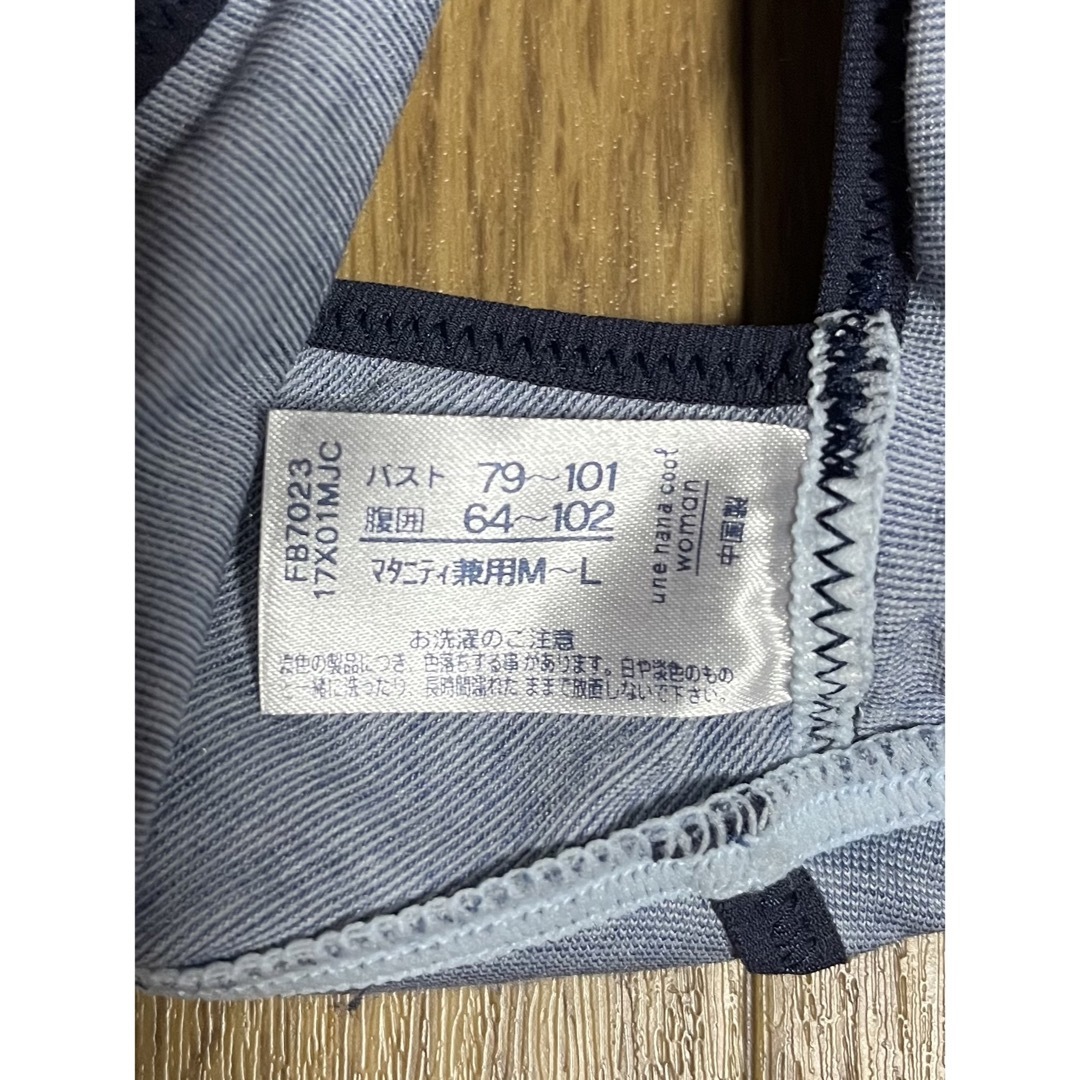 FB7023
17X01MJC
バスト 79〜101
腹囲 64〜102
マタニティ兼用M〜L
une nana cool
woman
中国製
お洗濯のご注意
濃色の製品につき、色落ちする事があります。白や淡色のもの
と一緒に洗ったり、長時間濡れたままで放置しないで下さい。